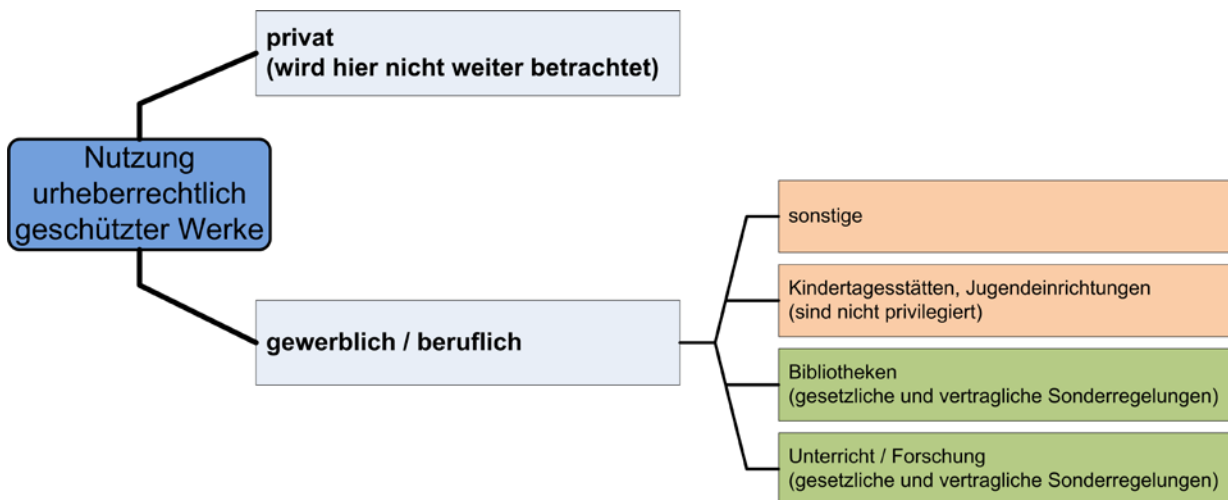 privat
(wird hier nicht weiter betrachtet)
Nutzung
urheberrechtlich
geschützter Werke
gewerblich / beruflich
sonstige
Kindertagesstätten, Jugendeinrichtungen
(sind nicht privilegiert)
Bibliotheken
(gesetzliche und vertragliche Sonderregelungen)
Unterricht / Forschung
(gesetzliche und vertragliche Sonderregelungen)